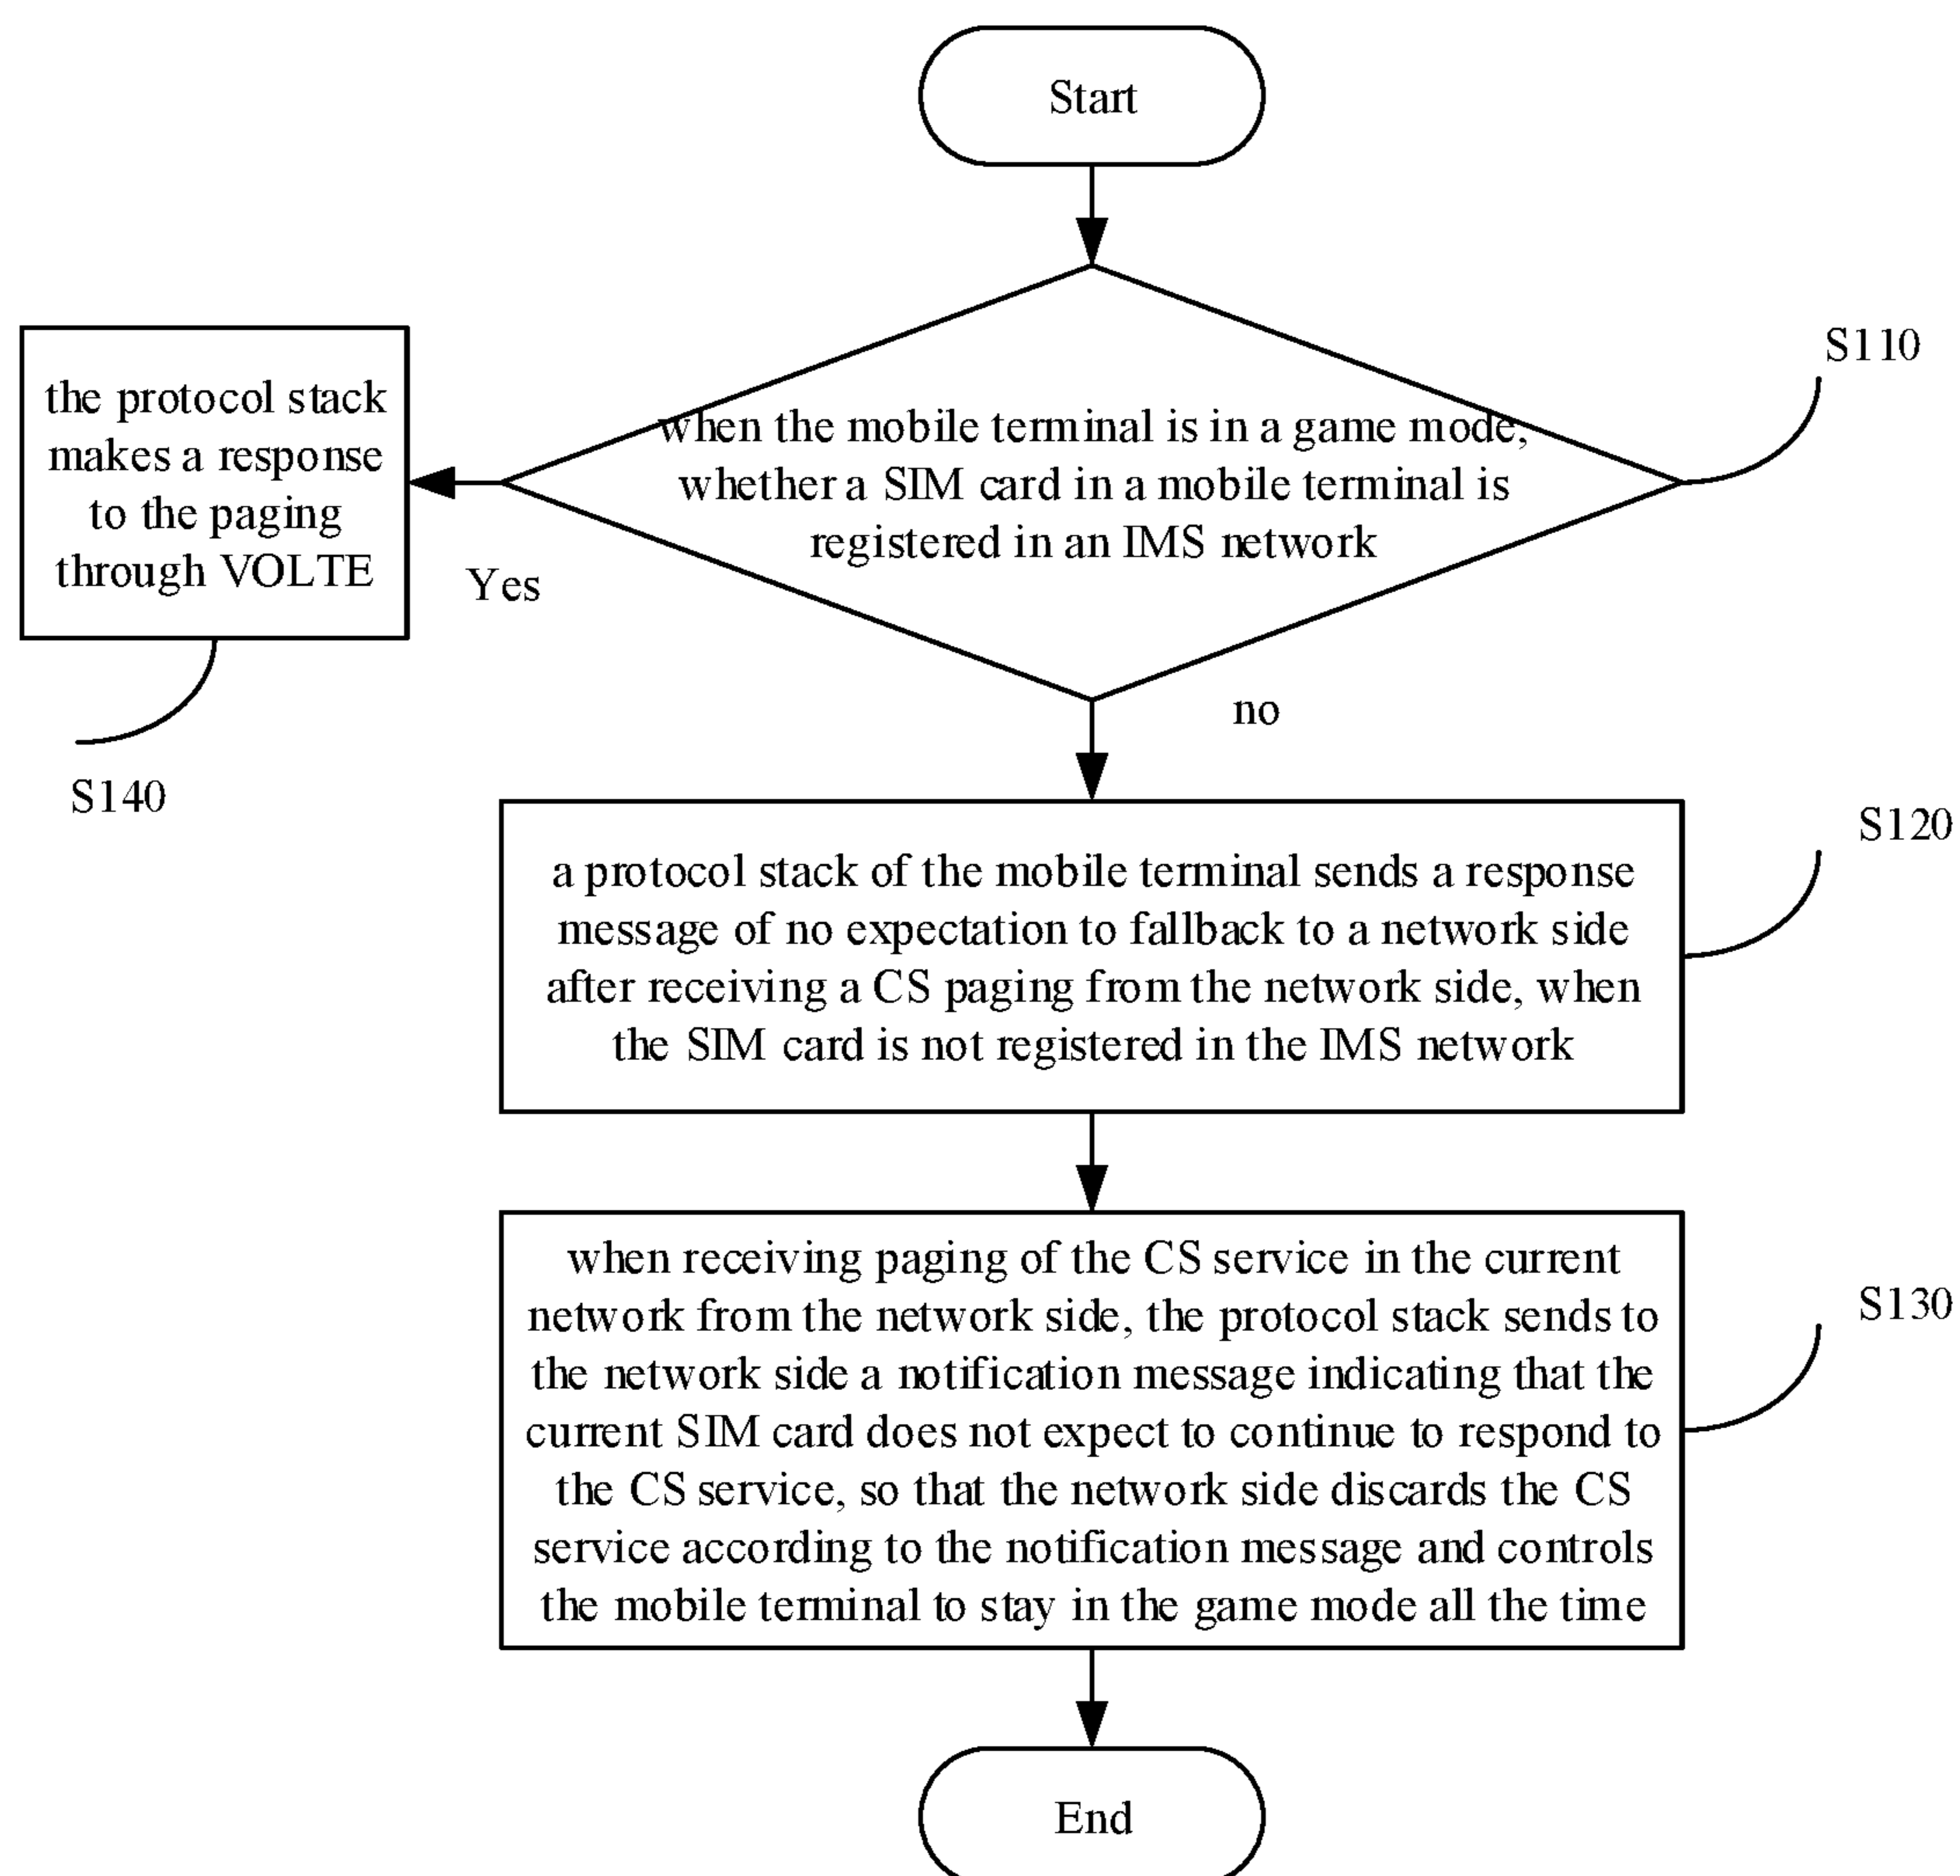 Start
S110
when the mobile terminal is in a game mode,
whether a SIM card in a mobile terminal is
registered in an IMS network
the protocol stack
makes a response
to the paging
through VOLTE
Yes
no
S140
S120
a protocol stack of the mobile terminal sends a response
message of no expectation to fallback to a network side
after receiving a CS paging from the network side, when
the SIM card is not registered in the IMS network
S130
when receiving paging of the CS service in the current
network from the network side, the protocol stack sends to
the network side a notification message indicating that the
current SIM card does not expect to continue to respond to
the CS service, so that the network side discards the CS
service according to the notification message and controls
the mobile terminal to stay in the game mode all the time
End